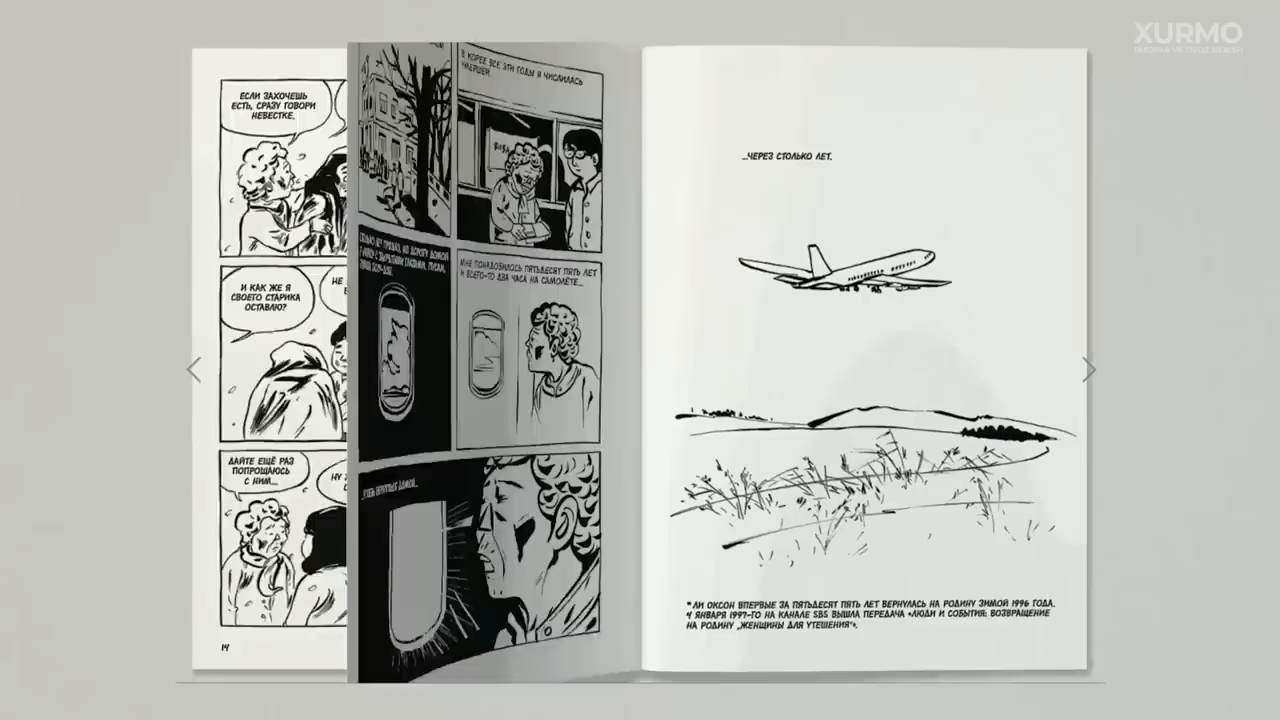 XURMO
ЕСЛИ ЗАХОЧЕШЬ
ЕСТЬ, СРАЗУ ГОВОРИ
НЕВЕСТКЕ.
И КАК ЖЕ Я
СВОЕГО СТАРИКА
ОСТАВЛЮ?
НЕ
ДАЙТЕ ЕЩЁ РАЗ
ПОПРОЩАЮСЬ
С НИМ...
НУ
14
В КОРЕЕ ВСЕ ЭТИ ГОДЫ Я ЧИСЛИЛАСЬ
УМЕРШЕЙ.
МНЕ ПОНАДОБИЛОСЬ ПЯТЬДЕСЯТ ПЯТЬ ЛЕТ
И ВСЕГО-ТО ДВА ЧАСА НА САМОЛЁТЕ...
...ЧЕРЕЗ СТОЛЬКО ЛЕТ.
* ЛИ ОКСОН ВПЕРВЫЕ ЗА ПЯТЬДЕСЯТ ПЯТЬ ЛЕТ ВЕРНУЛАСЬ НА РОДИНУ ЗИМОЙ 1996 ГОДА.
4 ЯНВАРЯ 1997-ГО НА КАНАЛЕ SBS ВЫШЛА ПЕРЕДАЧА «ЛЮДИ И СОБЫТИЯ: ВОЗВРАЩЕНИЕ
НА РОДИНУ „ЖЕНЩИНЫ ДЛЯ УТЕШЕНИЯ“».